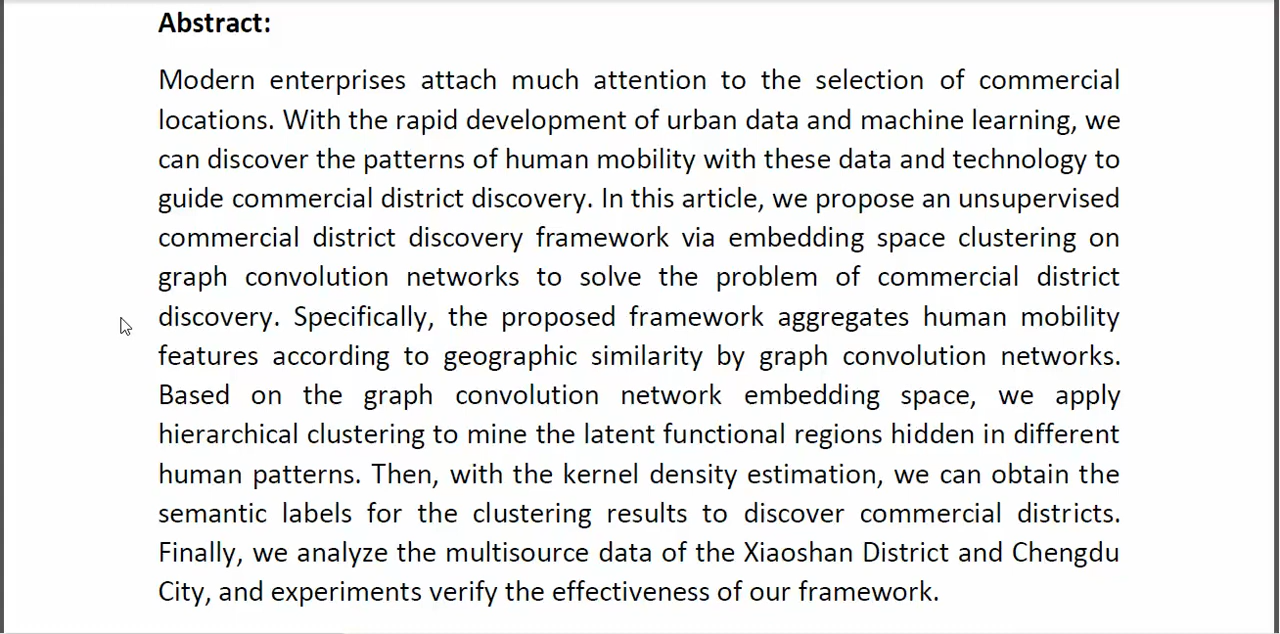 Abstract:
Modern enterprises attach much attention to the selection of commercial
locations. With the rapid development of urban data and machine learning, we
can discover the patterns of human mobility with these data and technology to
guide commercial district discovery. In this article, we propose an unsupervised
commercial district discovery framework via embedding space clustering on
graph convolution networks to solve the problem of commercial district
discovery. Specifically, the proposed framework aggregates human mobility
features according to geographic similarity by graph convolution networks.
Based on the graph convolution network embedding space, we apply
hierarchical clustering to mine the latent functional regions hidden in different
human patterns. Then, with the kernel density estimation, we can obtain the
semantic labels for the clustering results to discover commercial districts.
Finally, we analyze the multisource data of the Xiaoshan District and Chengdu
City, and experiments verify the effectiveness of our framework.